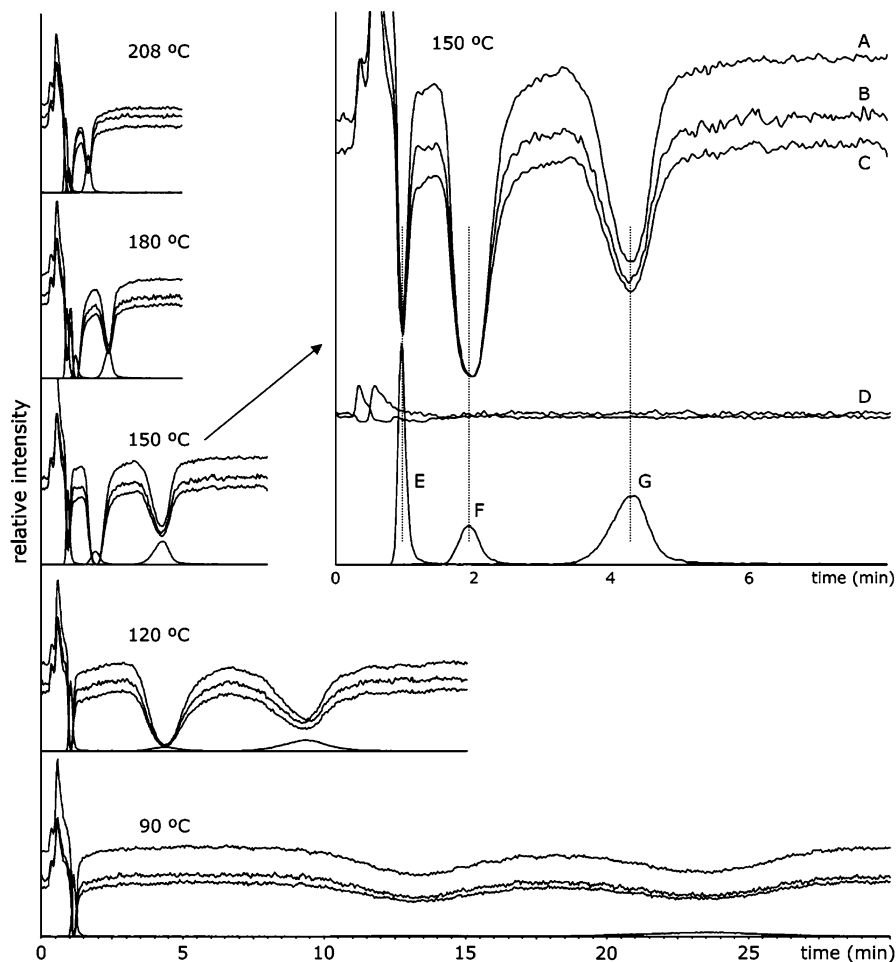 208 ºC
150 ºC
A
180 ºC
B
C
150 ºC
D
E
F
G
relative intensity
0 2 4 6 time (min)
120 ºC
90 ºC
0 5 10 15 20 25 time (min)